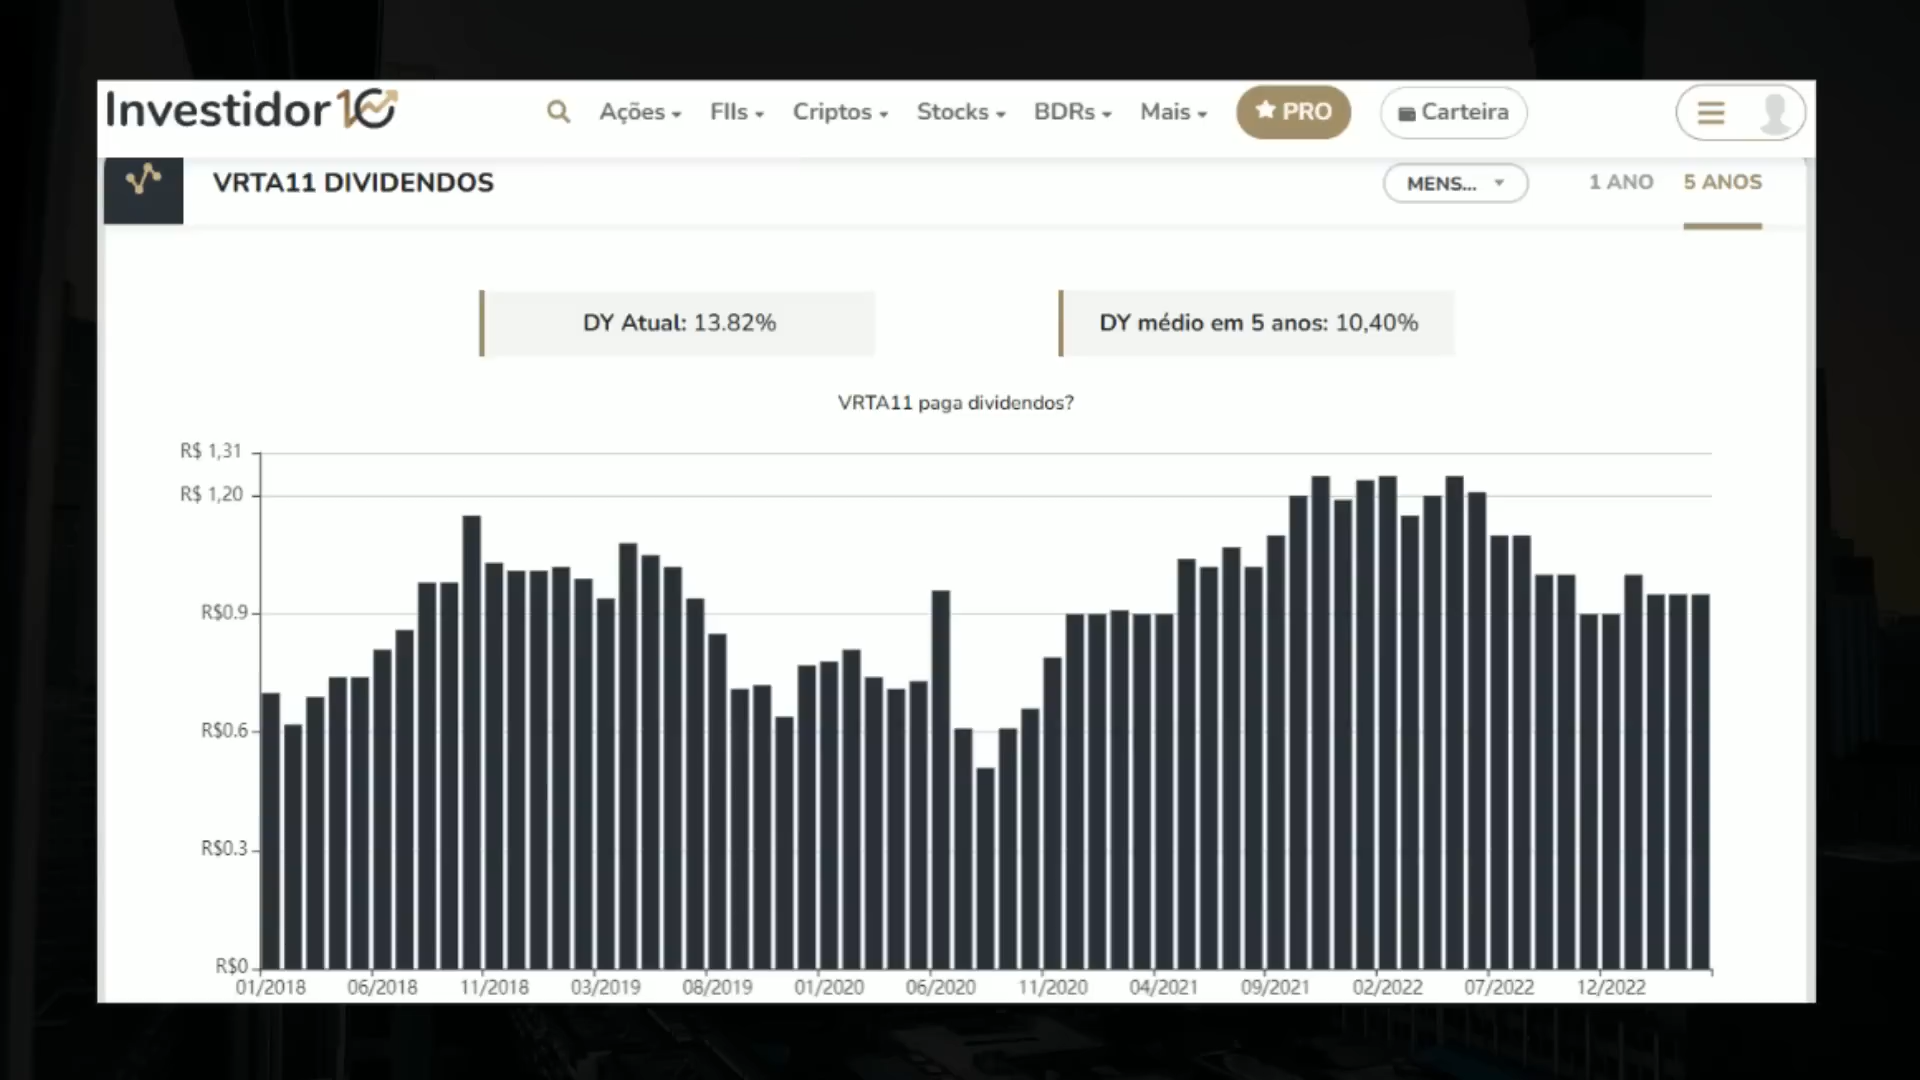 Investidor10
Ações FIIs Criptos Stocks BDRs Mais PRO Carteira
VRTA11 DIVIDENDOS
MENS... 1 ANO 5 ANOS
DY Atual: 13.82%
DY médio em 5 anos: 10,40%
VRTA11 paga dividendos?
R$ 1,31
R$ 1,20
R$0.9
R$0.6
R$0.3
R$0
01/2018 06/2018 11/2018 03/2019 08/2019 01/2020 06/2020 11/2020 04/2021 09/2021 02/2022 07/2022 12/2022